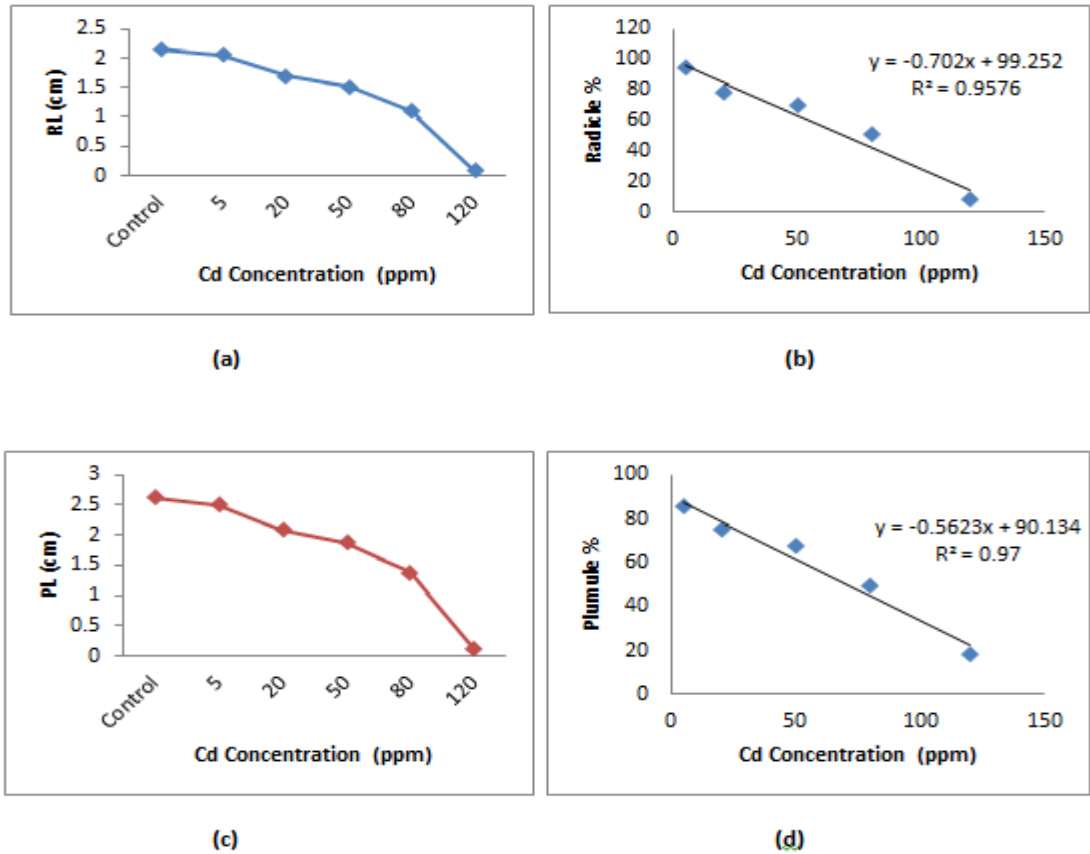 2.5
2
1.5
1
0.5
0
RL (cm)
Control
5
20
50
80
120
Cd Concentration (ppm)
(a)
120
100
80
60
40
20
0
Radicle %
y = -0.702x + 99.252
R² = 0.9576
0
50
100
150
Cd Concentration (ppm)
(b)
3
2.5
2
1.5
1
0.5
0
PL (cm)
Control
5
20
50
80
120
Cd Concentration (ppm)
(c)
100
80
60
40
20
0
Plumule %
y = -0.5623x + 90.134
R² = 0.97
0
50
100
150
Cd Concentration (ppm)
(d)